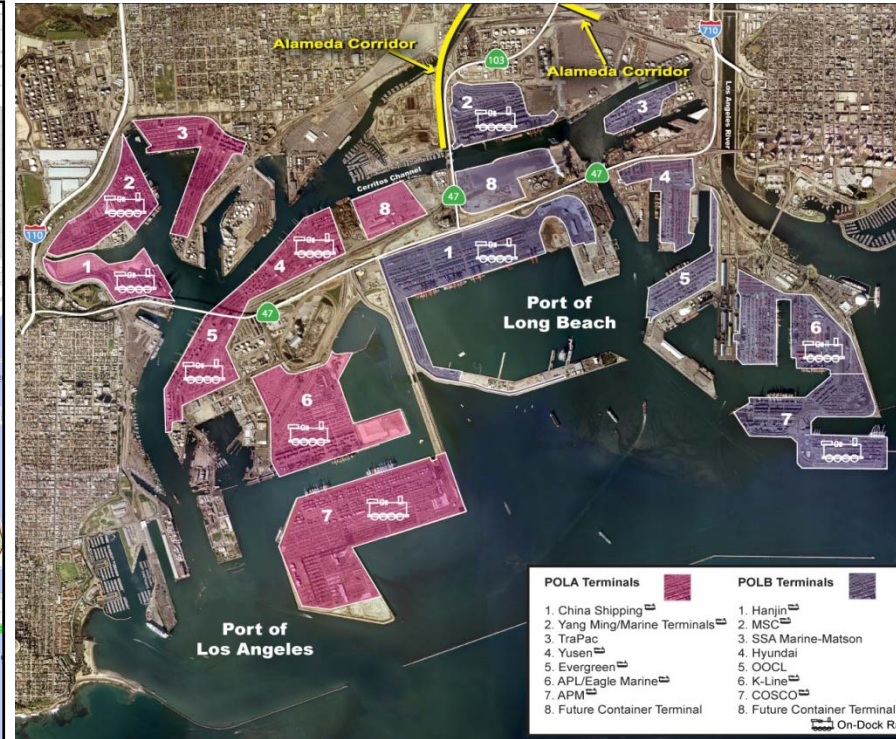 Alameda Corridor
103
Alameda Corridor
710
Los Angeles River
3
2
3
2
Cerritos Channel
47
47
8
8
4
110
1
4
1
5
Port of
Long Beach
47
5
6
6
7
7
Port of
Los Angeles
POLA Terminals
1. China Shipping
2. Yang Ming/Marine Terminals
3. TraPac
4. Yusen
5. Evergreen
6. APL/Eagle Marine
7. APM
8. Future Container Terminal
POLB Terminals
1. Hanjin
2. MSC
3. SSA Marine-Matson
4. Hyundai
5. OOCL
6. K-Line
7. COSCO
8. Future Container Terminal
On-Dock Ra